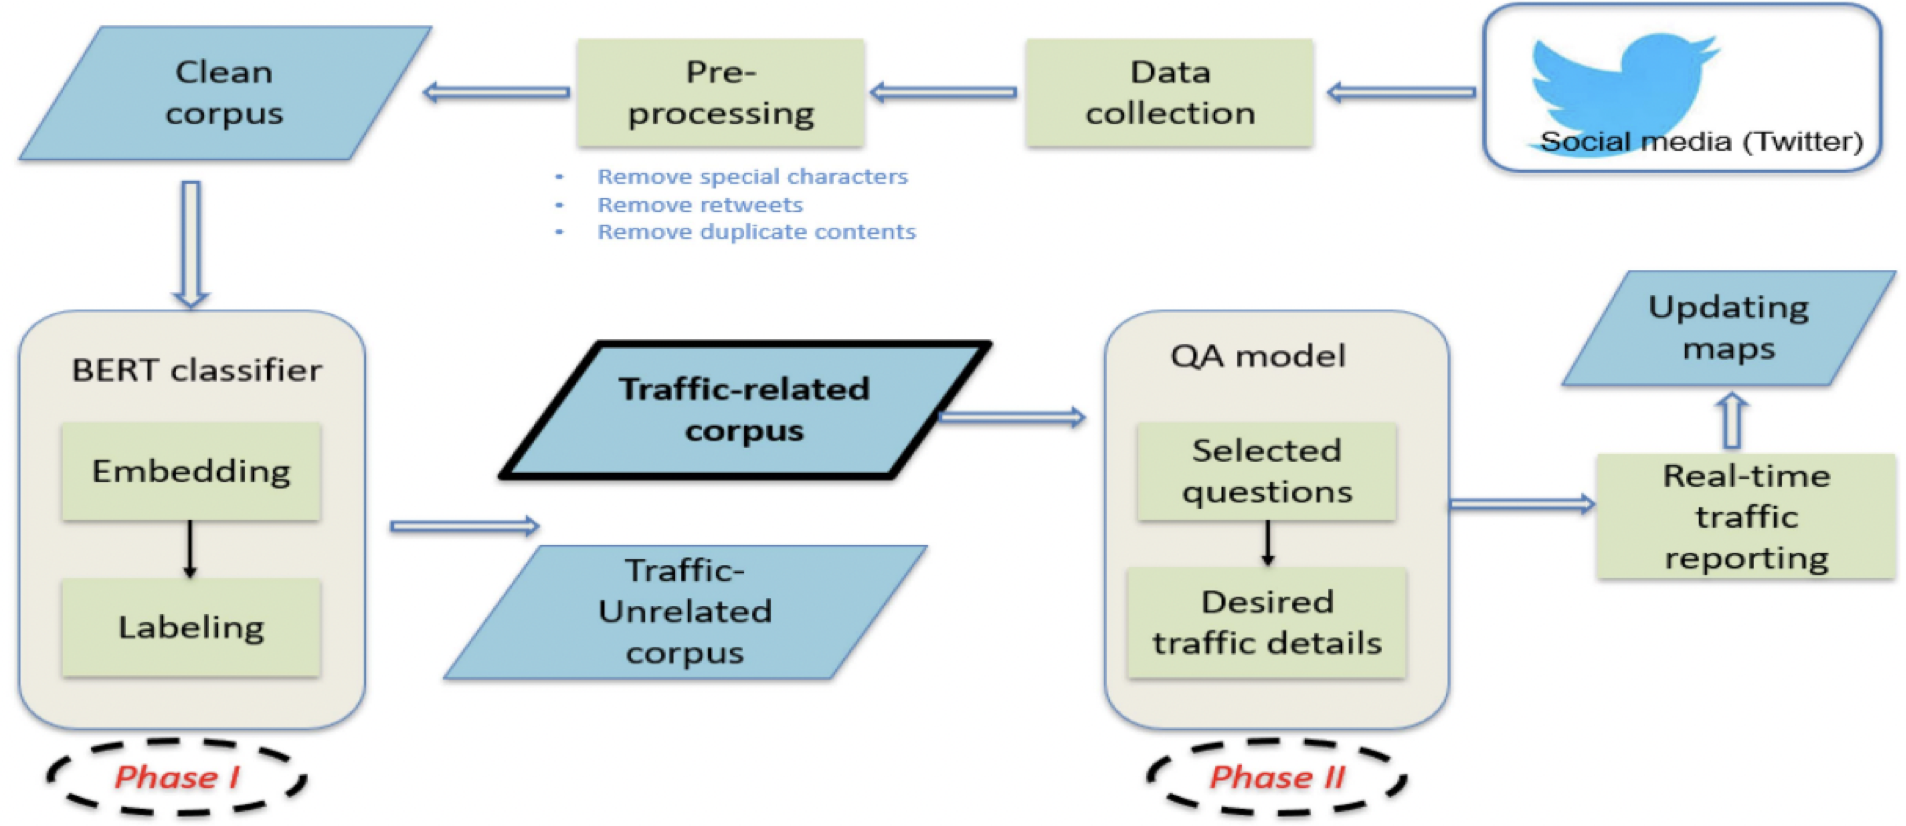 Clean
corpus
Pre-
processing
Data
collection
Social media (Twitter)
• Remove special characters
• Remove retweets
• Remove duplicate contents
BERT classifier
Embedding
Labeling
Phase I
Traffic-related
corpus
Traffic-
Unrelated
corpus
QA model
Selected
questions
Desired
traffic details
Phase II
Updating
maps
Real-time
traffic
reporting